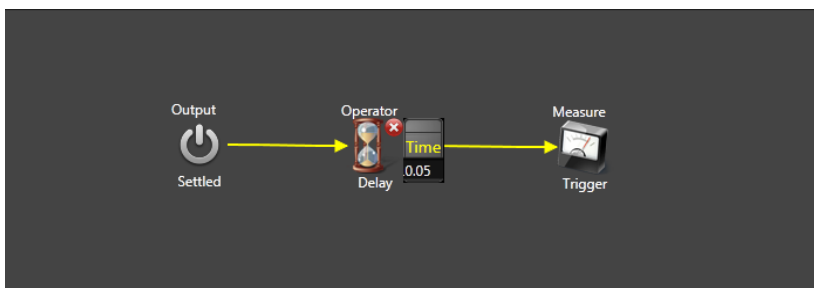 Output
Settled
Operator
Delay
Time
0.05
Measure
Trigger